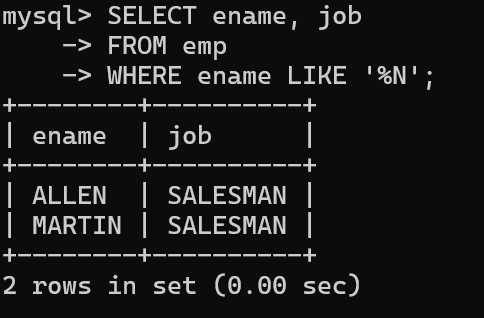 mysql> SELECT ename, job
    -> FROM emp
    -> WHERE ename LIKE '%N';
+--------+----------+
| ename  | job      |
+--------+----------+
| ALLEN  | SALESMAN |
| MARTIN | SALESMAN |
+--------+----------+
2 rows in set (0.00 sec)